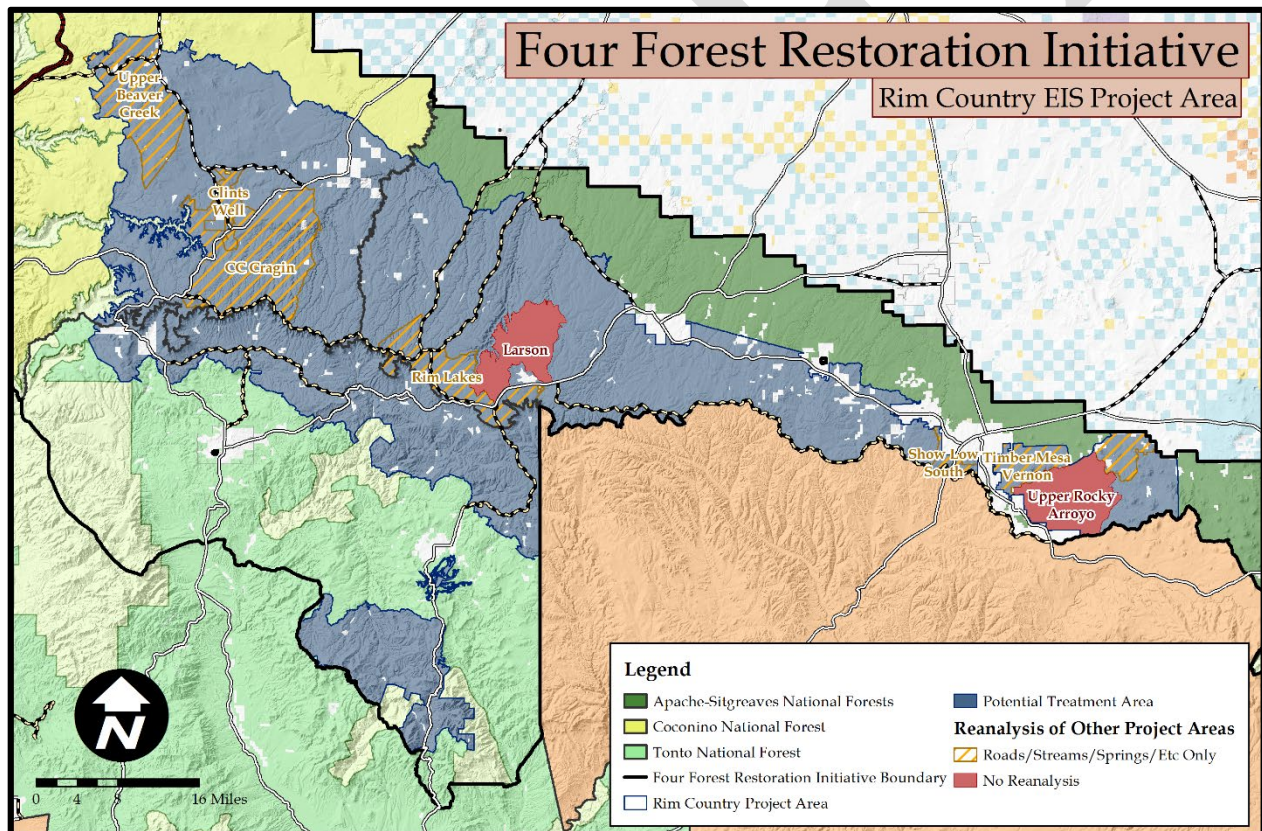 Four Forest Restoration Initiative
Rim Country EIS Project Area
Upper
Beaver
Creek
Clints
Well
CC Cragin
Larson
Rim Lakes
Show Low
South
Timber Mesa
Vernon
Upper Rocky
Arroyo
N
0 4 8 16 Miles
Legend
Apache-Sitgreaves National Forests
Coconino National Forest
Tonto National Forest
Four Forest Restoration Initiative Boundary
Rim Country Project Area
Potential Treatment Area
Reanalysis of Other Project Areas
Roads/Streams/Springs/Etc Only
No Reanalysis